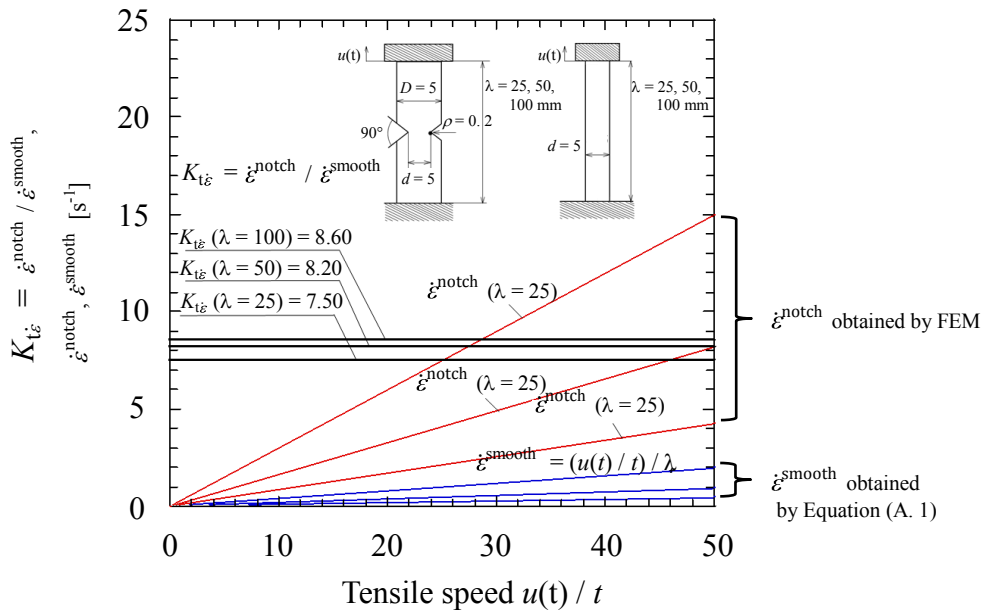 K_tε̇ = ε̇^notch / ε̇^smooth,
ε̇^notch, ε̇^smooth [s⁻¹]
25
20
15
10
5
0
u(t)
D = 5
λ = 25, 50,
100 mm
90°
ρ = 0. 2
d = 5
u(t)
λ = 25, 50,
100 mm
d = 5
K_tε̇ = ε̇^notch / ε̇^smooth
K_tε̇ (λ = 100) = 8.60
K_tε̇ (λ = 50) = 8.20
K_tε̇ (λ = 25) = 7.50
ε̇^notch (λ = 25)
ε̇^notch (λ = 25)
ε̇^notch (λ = 25)
ε̇^smooth = (u(t) / t) / λ
ε̇^notch obtained by FEM
ε̇^smooth obtained
by Equation (A. 1)
0 10 20 30 40 50
Tensile speed u(t) / t